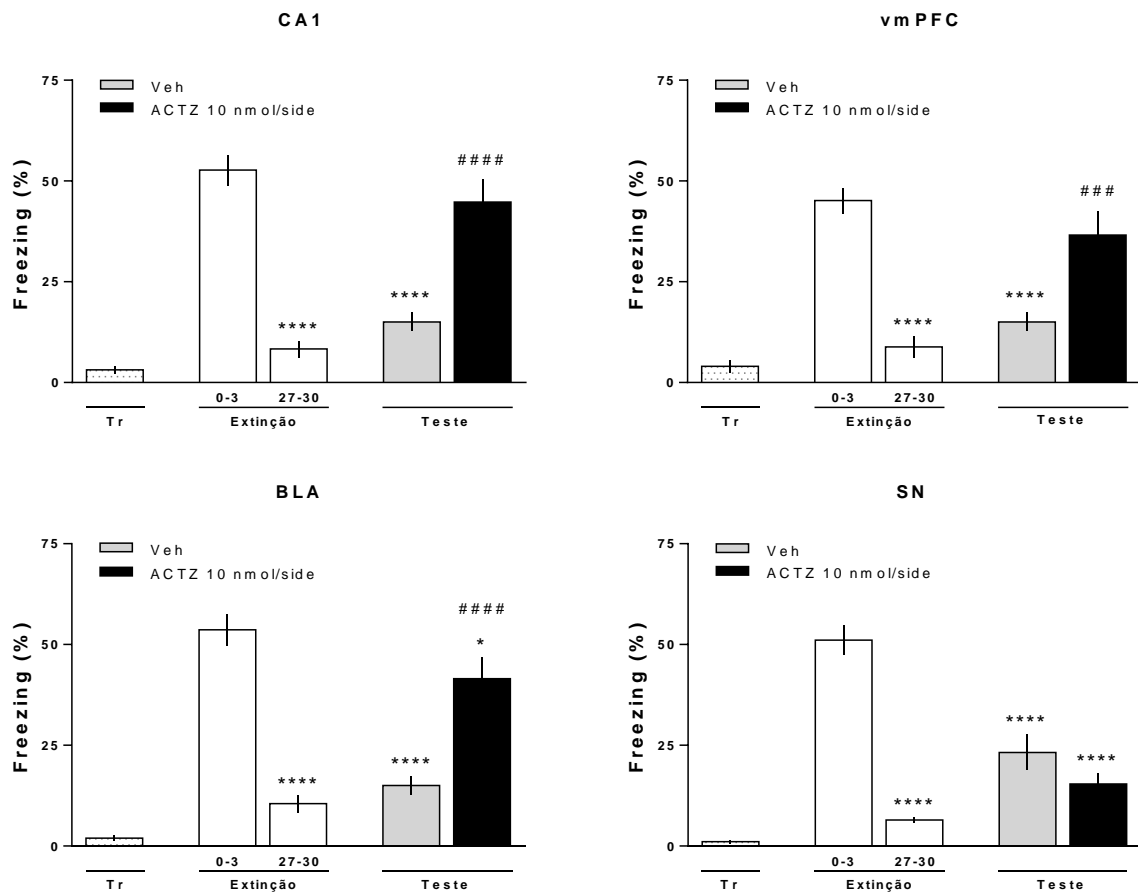 CA1
75
50
25
0
Freezing (%)
Veh
ACTZ 10 nmol/side
****
****
####
0-3 27-30
Tr Extinção Teste
vmPFC
75
50
25
0
Freezing (%)
Veh
ACTZ 10 nmol/side
****
****
###
0-3 27-30
Tr Extinção Teste
BLA
75
50
25
0
Freezing (%)
Veh
ACTZ 10 nmol/side
****
****
####
*
0-3 27-30
Tr Extinção Teste
SN
75
50
25
0
Freezing (%)
Veh
ACTZ 10 nmol/side
****
****
****
0-3 27-30
Tr Extinção Teste